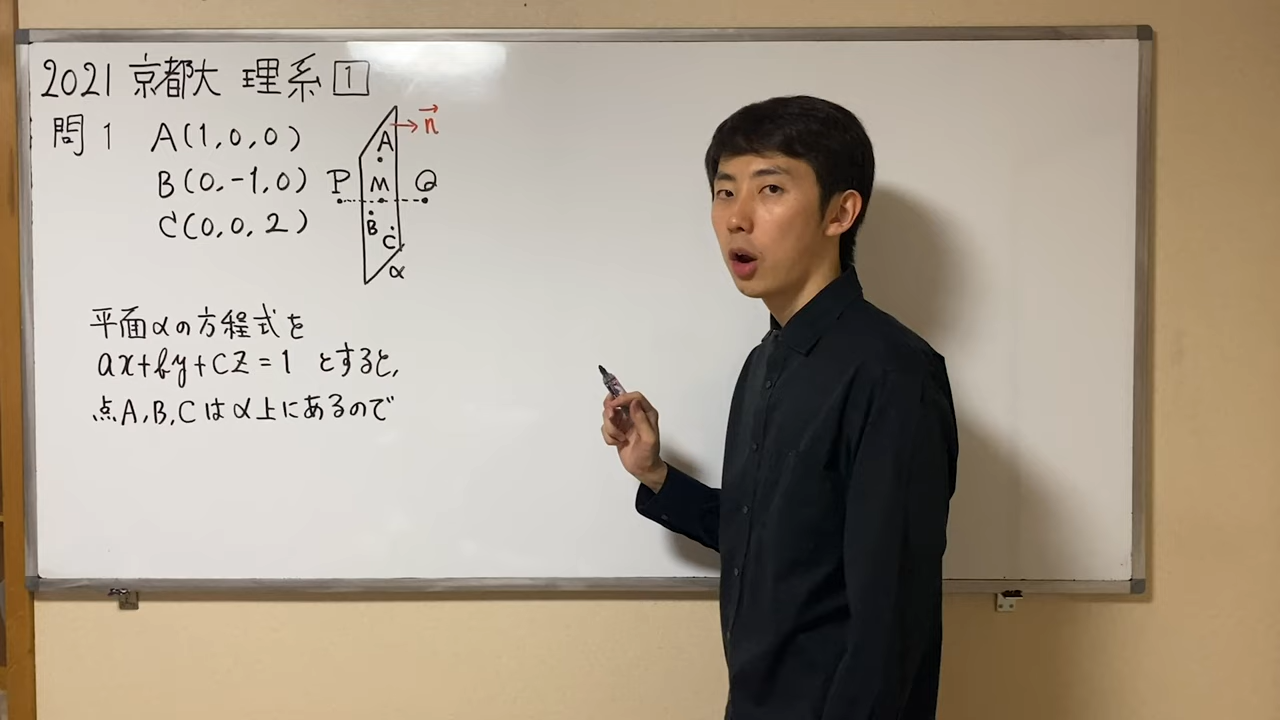 2021 京都大 理系 1
問1 A(1,0,0)
B(0,-1,0)
C(0,0,2)
n
A
P M Q
B
C
α
平面αの方程式を
ax+by+cz=1 とすると,
点A,B,Cはα上にあるので